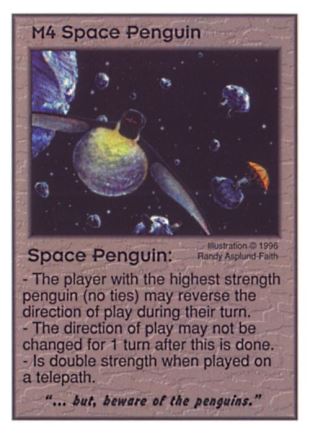 M4 Space Penguin
Illustration © 1996
Randy Asplund-Faith
Space Penguin:
- The player with the highest strength
penguin (no ties) may reverse the
direction of play during their turn.
- The direction of play may not be
changed for 1 turn after this is done.
- Is double strength when played on
a telepath.
"... but, beware of the penguins."